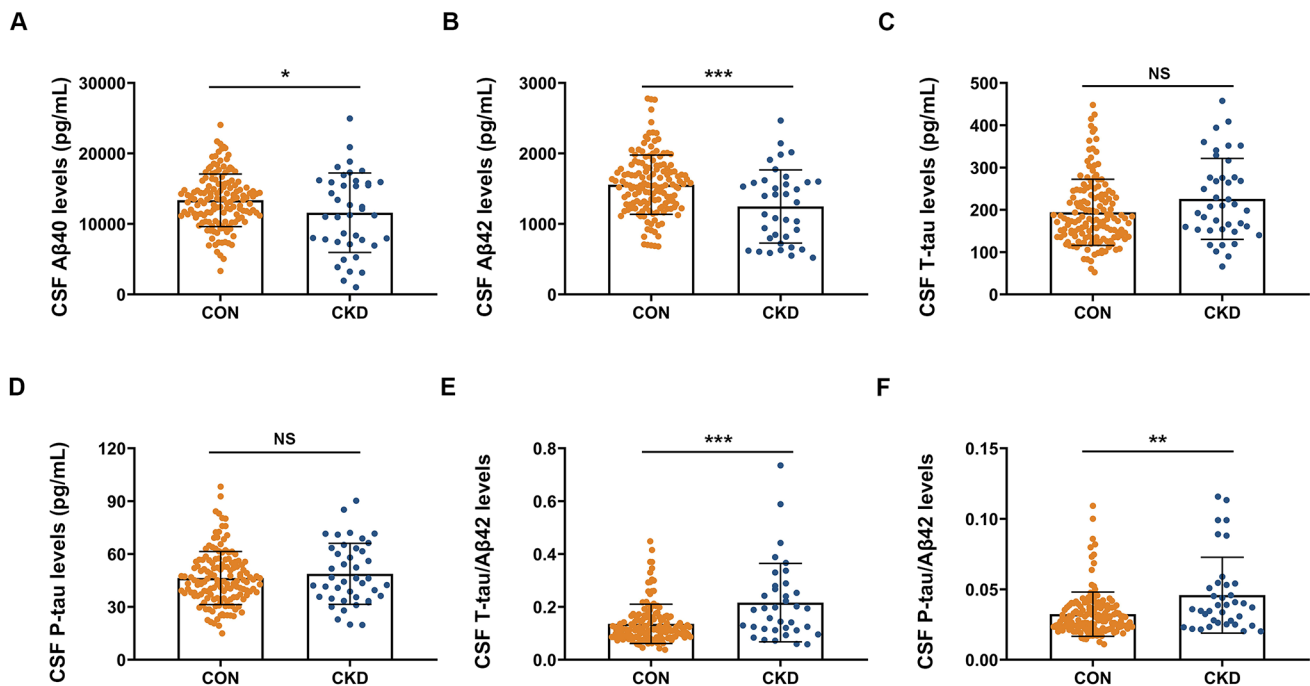 A
B
C
CSF Aβ40 levels (pg/mL)
30000
20000
10000
0
*
CON
CKD
CSF Aβ42 levels (pg/mL)
3000
2000
1000
0
***
CON
CKD
CSF T-tau levels (pg/mL)
500
400
300
200
100
0
NS
CON
CKD
D
E
F
CSF P-tau levels (pg/mL)
120
90
60
30
0
NS
CON
CKD
CSF T-tau/Aβ42 levels
0.8
0.6
0.4
0.2
0.0
***
CON
CKD
CSF P-tau/Aβ42 levels
0.15
0.10
0.05
0.00
**
CON
CKD